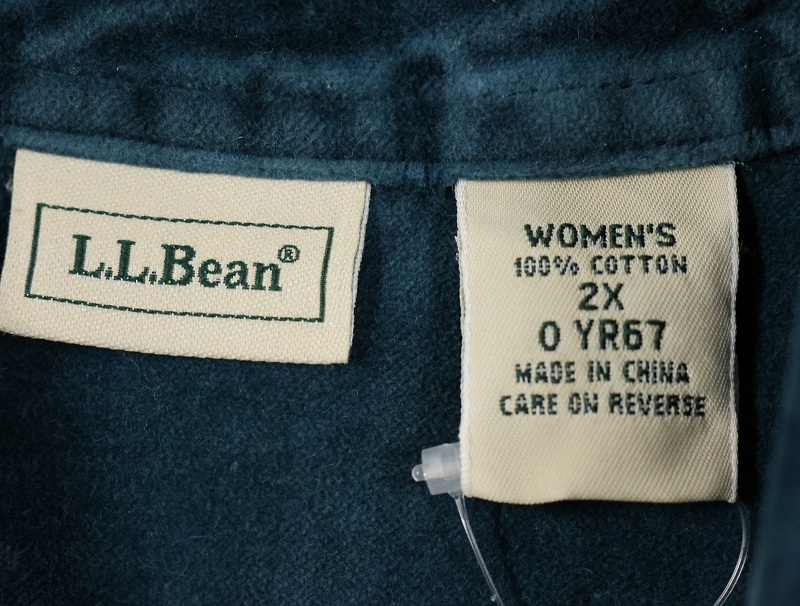 L.L.Bean®
WOMEN'S
100% COTTON
2X
0 YR67
MADE IN CHINA
CARE ON REVERSE